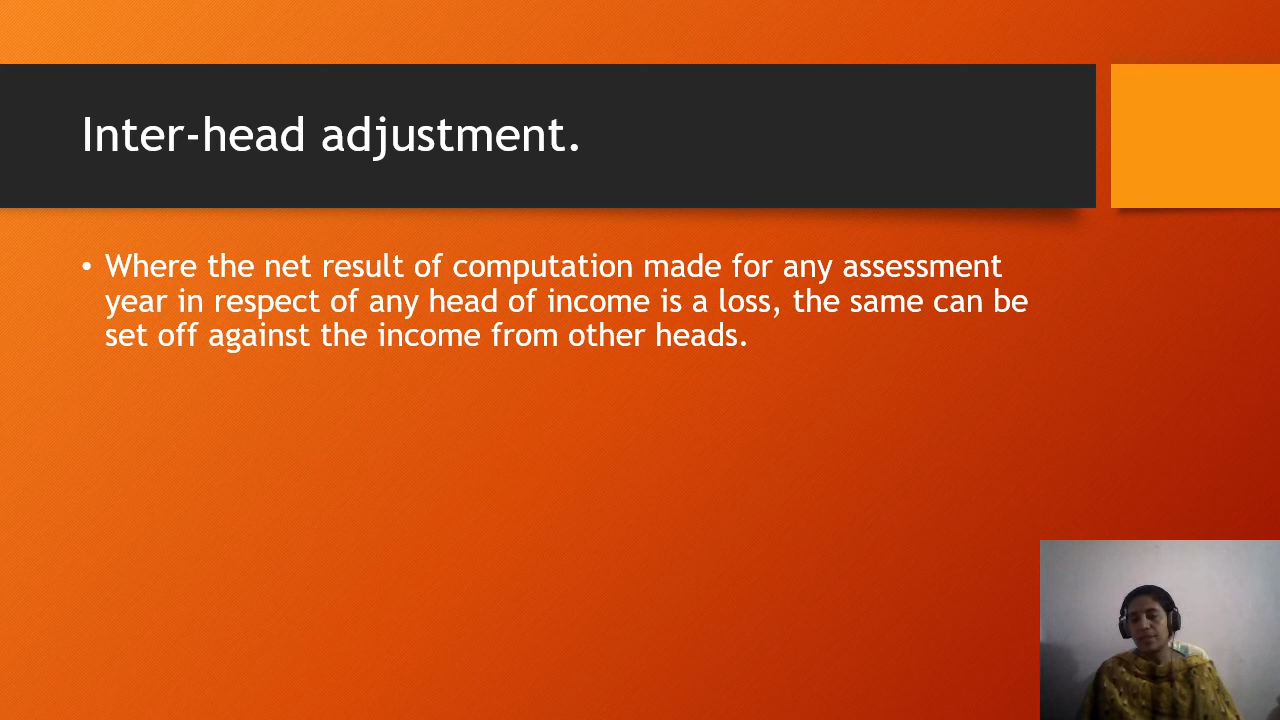 Inter-head adjustment.
• Where the net result of computation made for any assessment
year in respect of any head of income is a loss, the same can be
set off against the income from other heads.